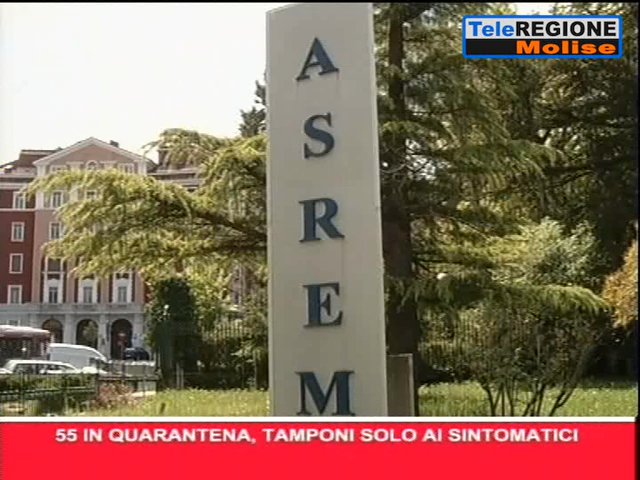 TeleREGIONE
Molise
A
S
R
E
M
55 IN QUARANTENA, TAMPONI SOLO AI SINTOMATICI